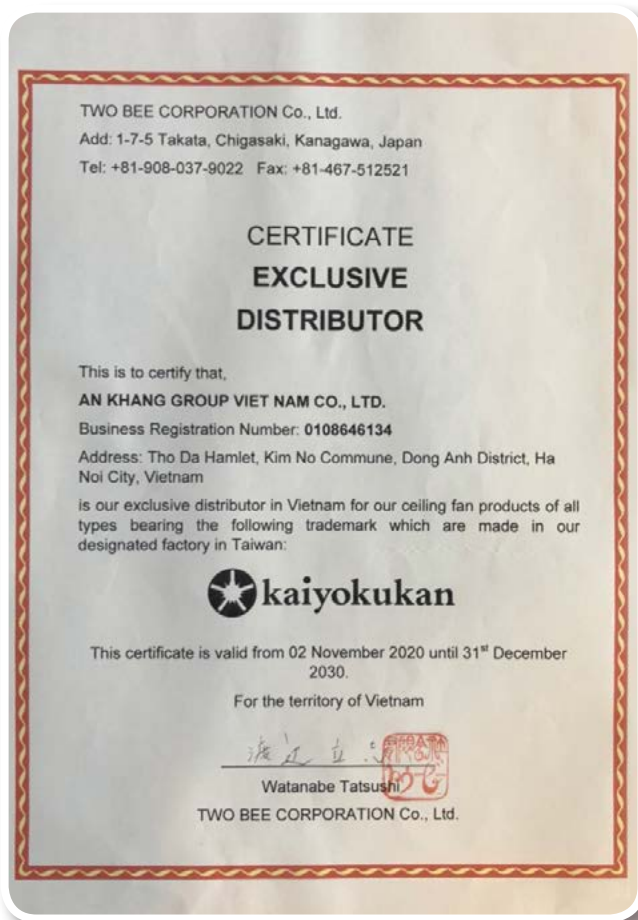 TWO BEE CORPORATION Co., Ltd.
Add: 1-7-5 Takata, Chigasaki, Kanagawa, Japan
Tel: +81-908-037-9022 Fax: +81-467-512521
CERTIFICATE
EXCLUSIVE
DISTRIBUTOR
This is to certify that,
AN KHANG GROUP VIET NAM CO., LTD.
Business Registration Number: 0108646134
Address: Tho Da Hamlet, Kim No Commune, Dong Anh District, Ha
Noi City, Vietnam
is our exclusive distributor in Vietnam for our ceiling fan products of all
types bearing the following trademark which are made in our
designated factory in Taiwan:
kaiyokukan
This certificate is valid from 02 November 2020 until 31st December
2030.
For the territory of Vietnam
Watanabe Tatsushi
TWO BEE CORPORATION Co., Ltd.